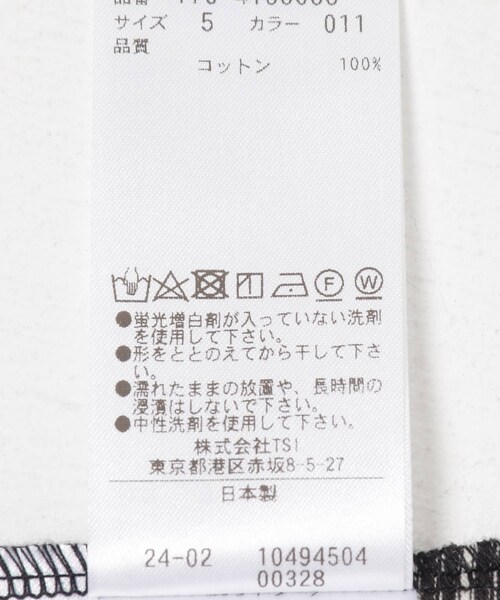 サイズ 5 カラー 011
品質
コットン 100%
F W
●蛍光増白剤が入っていない洗剤
を使用して下さい。
●形をととのえてから干して下さ
い。
●濡れたままの放置や、長時間の
浸漬はしないで下さい。
●中性洗剤を使用して下さい。
株式会社TSI
東京都港区赤坂8-5-27
日本製
24-02 10494504
00328